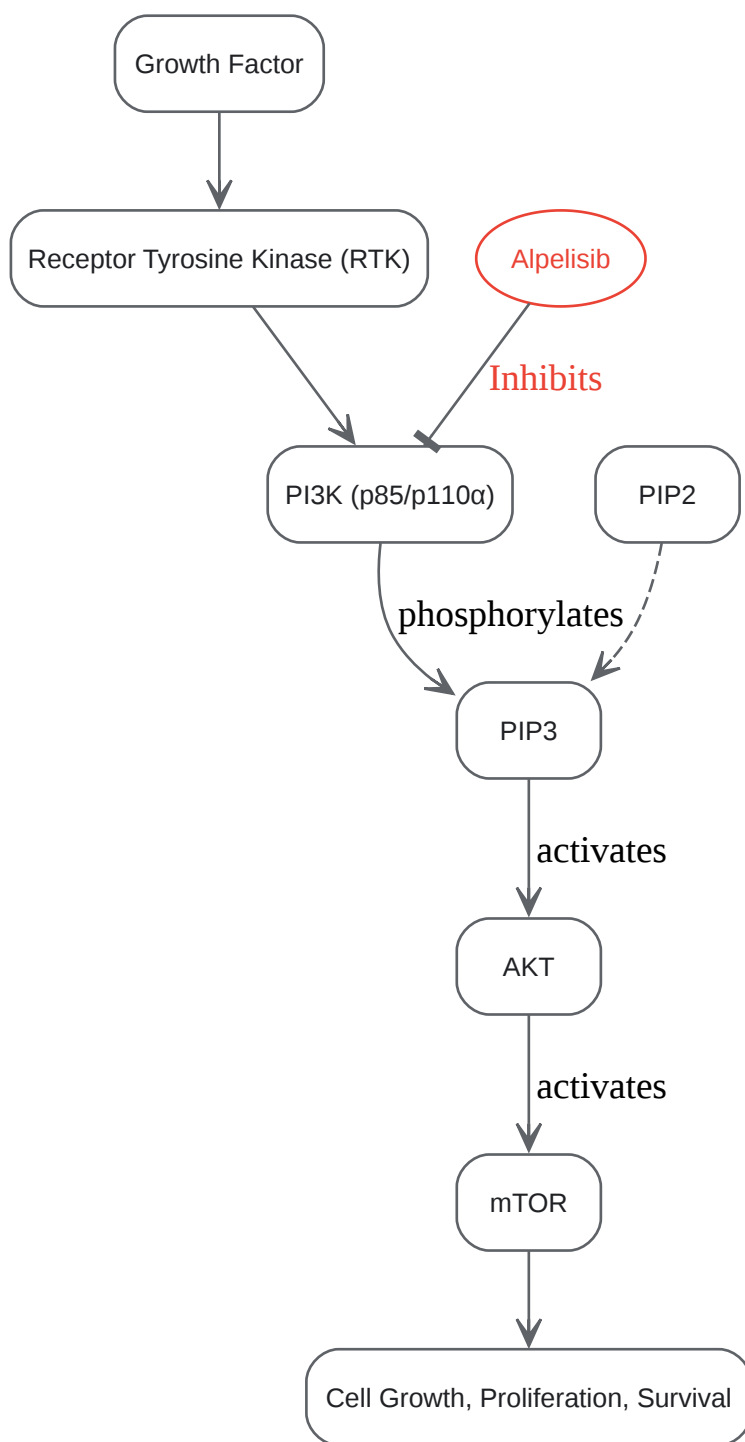 Growth Factor
Receptor Tyrosine Kinase (RTK)
Alpelisib
Inhibits
PI3K (p85/p110α)
PIP2
phosphorylates
PIP3
activates
AKT
activates
mTOR
Cell Growth, Proliferation, Survival